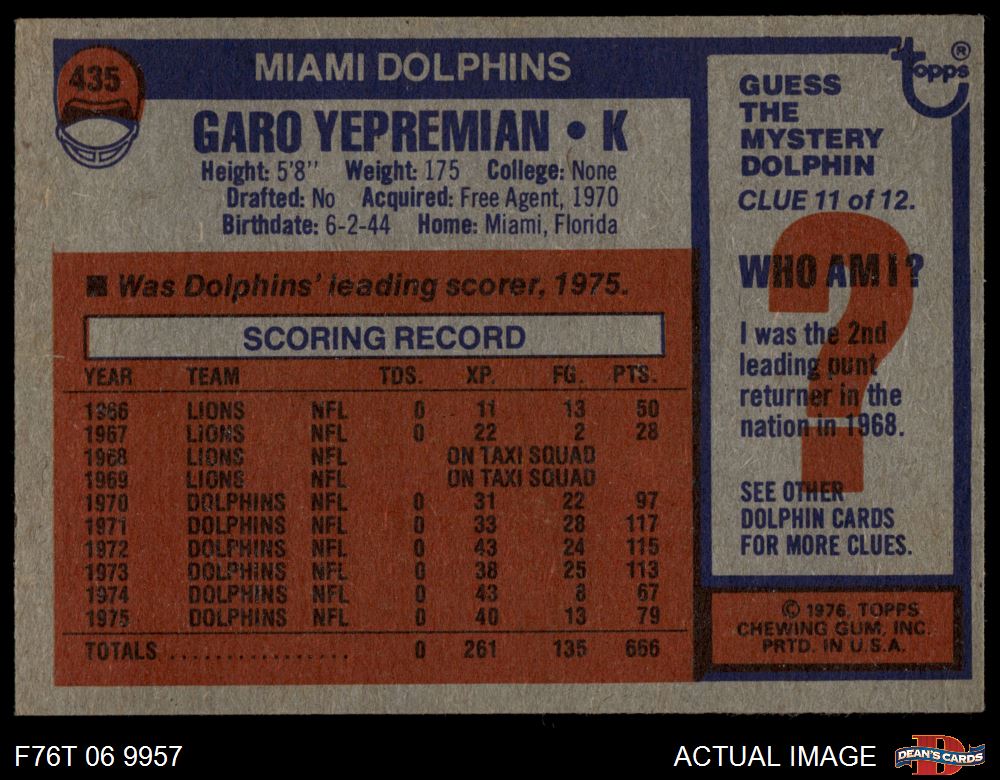 435
MIAMI DOLPHINS
GARO YEPREMIAN • K
Height: 5'8" Weight: 175 College: None
Drafted: No Acquired: Free Agent, 1970
Birthdate: 6-2-44 Home: Miami, Florida
■ Was Dolphins' leading scorer, 1975.
SCORING RECORD
YEAR TEAM TDS. XP. FG. PTS.
1966 LIONS NFL 0 11 13 50
1967 LIONS NFL 0 22 2 28
1968 LIONS NFL ON TAXI SQUAD
1969 LIONS NFL ON TAXI SQUAD
1970 DOLPHINS NFL 0 31 22 97
1971 DOLPHINS NFL 0 33 28 117
1972 DOLPHINS NFL 0 43 24 115
1973 DOLPHINS NFL 0 38 25 113
1974 DOLPHINS NFL 0 43 8 67
1975 DOLPHINS NFL 0 40 13 79
TOTALS .................. 0 261 135 666
topps ®
GUESS
THE
MYSTERY
DOLPHIN
CLUE 11 of 12.
?
WHO AM I?
I was the 2nd
leading punt
returner in the
nation in 1968.
SEE OTHER
DOLPHIN CARDS
FOR MORE CLUES.
© 1976, TOPPS
CHEWING GUM, INC.
PRTD. IN U.S.A.
F76T 06 9957
ACTUAL IMAGE
D
DEAN'S CARDS